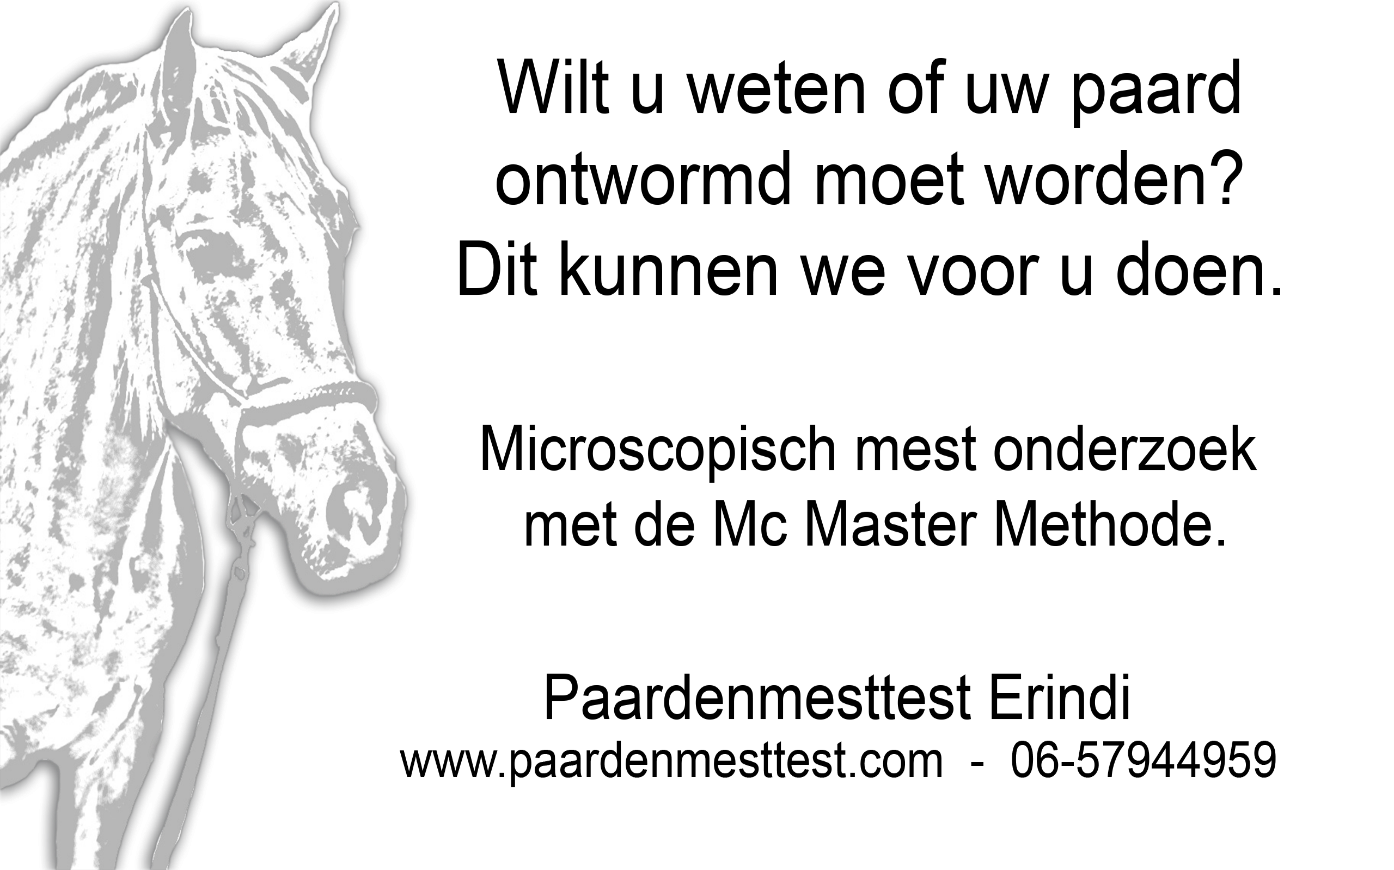 Wilt u weten of uw paard
ontwormd moet worden?
Dit kunnen we voor u doen.
Microscopisch mest onderzoek
met de Mc Master Methode.
Paardenmesttest Erindi
www.paardenmesttest.com - 06-57944959